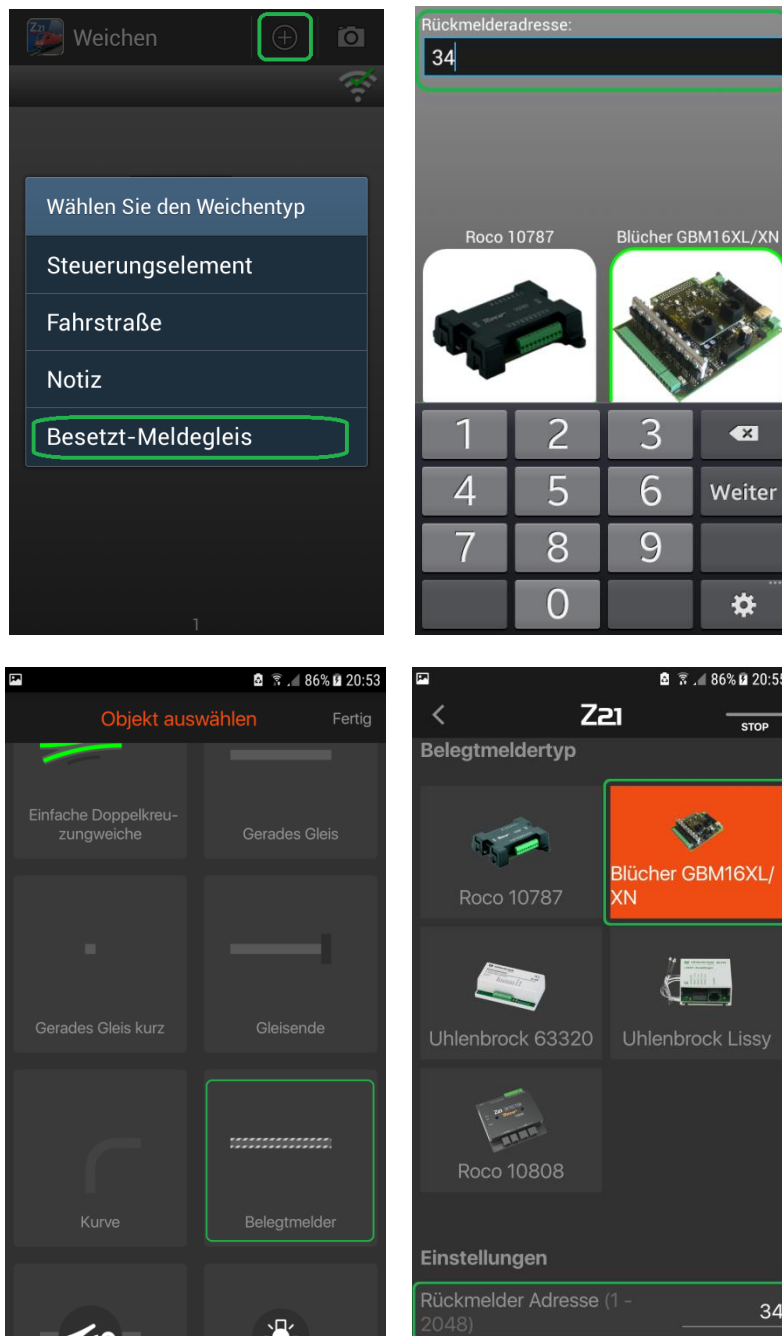 Z21 Weichen
Wählen Sie den Weichentyp
Steuerungselement
Fahrstraße
Notiz
Besetzt-Meldegleis
1
Rückmelderadresse:
34
Roco 10787 Blücher GBM16XL/XN
1 2 3
4 5 6 Weiter
7 8 9
0
86% 20:53
Objekt auswählen Fertig
Einfache Doppelkreu-
zungweiche
Gerades Gleis
Gerades Gleis kurz Gleisende
Kurve Belegtmelder
86% 20:55
Z21 STOP
Belegtmeldertyp
Roco 10787
Blücher GBM16XL/
XN
Uhlenbrock 63320 Uhlenbrock Lissy
Roco 10808
Einstellungen
Rückmelder Adresse (1 -
2048)
34